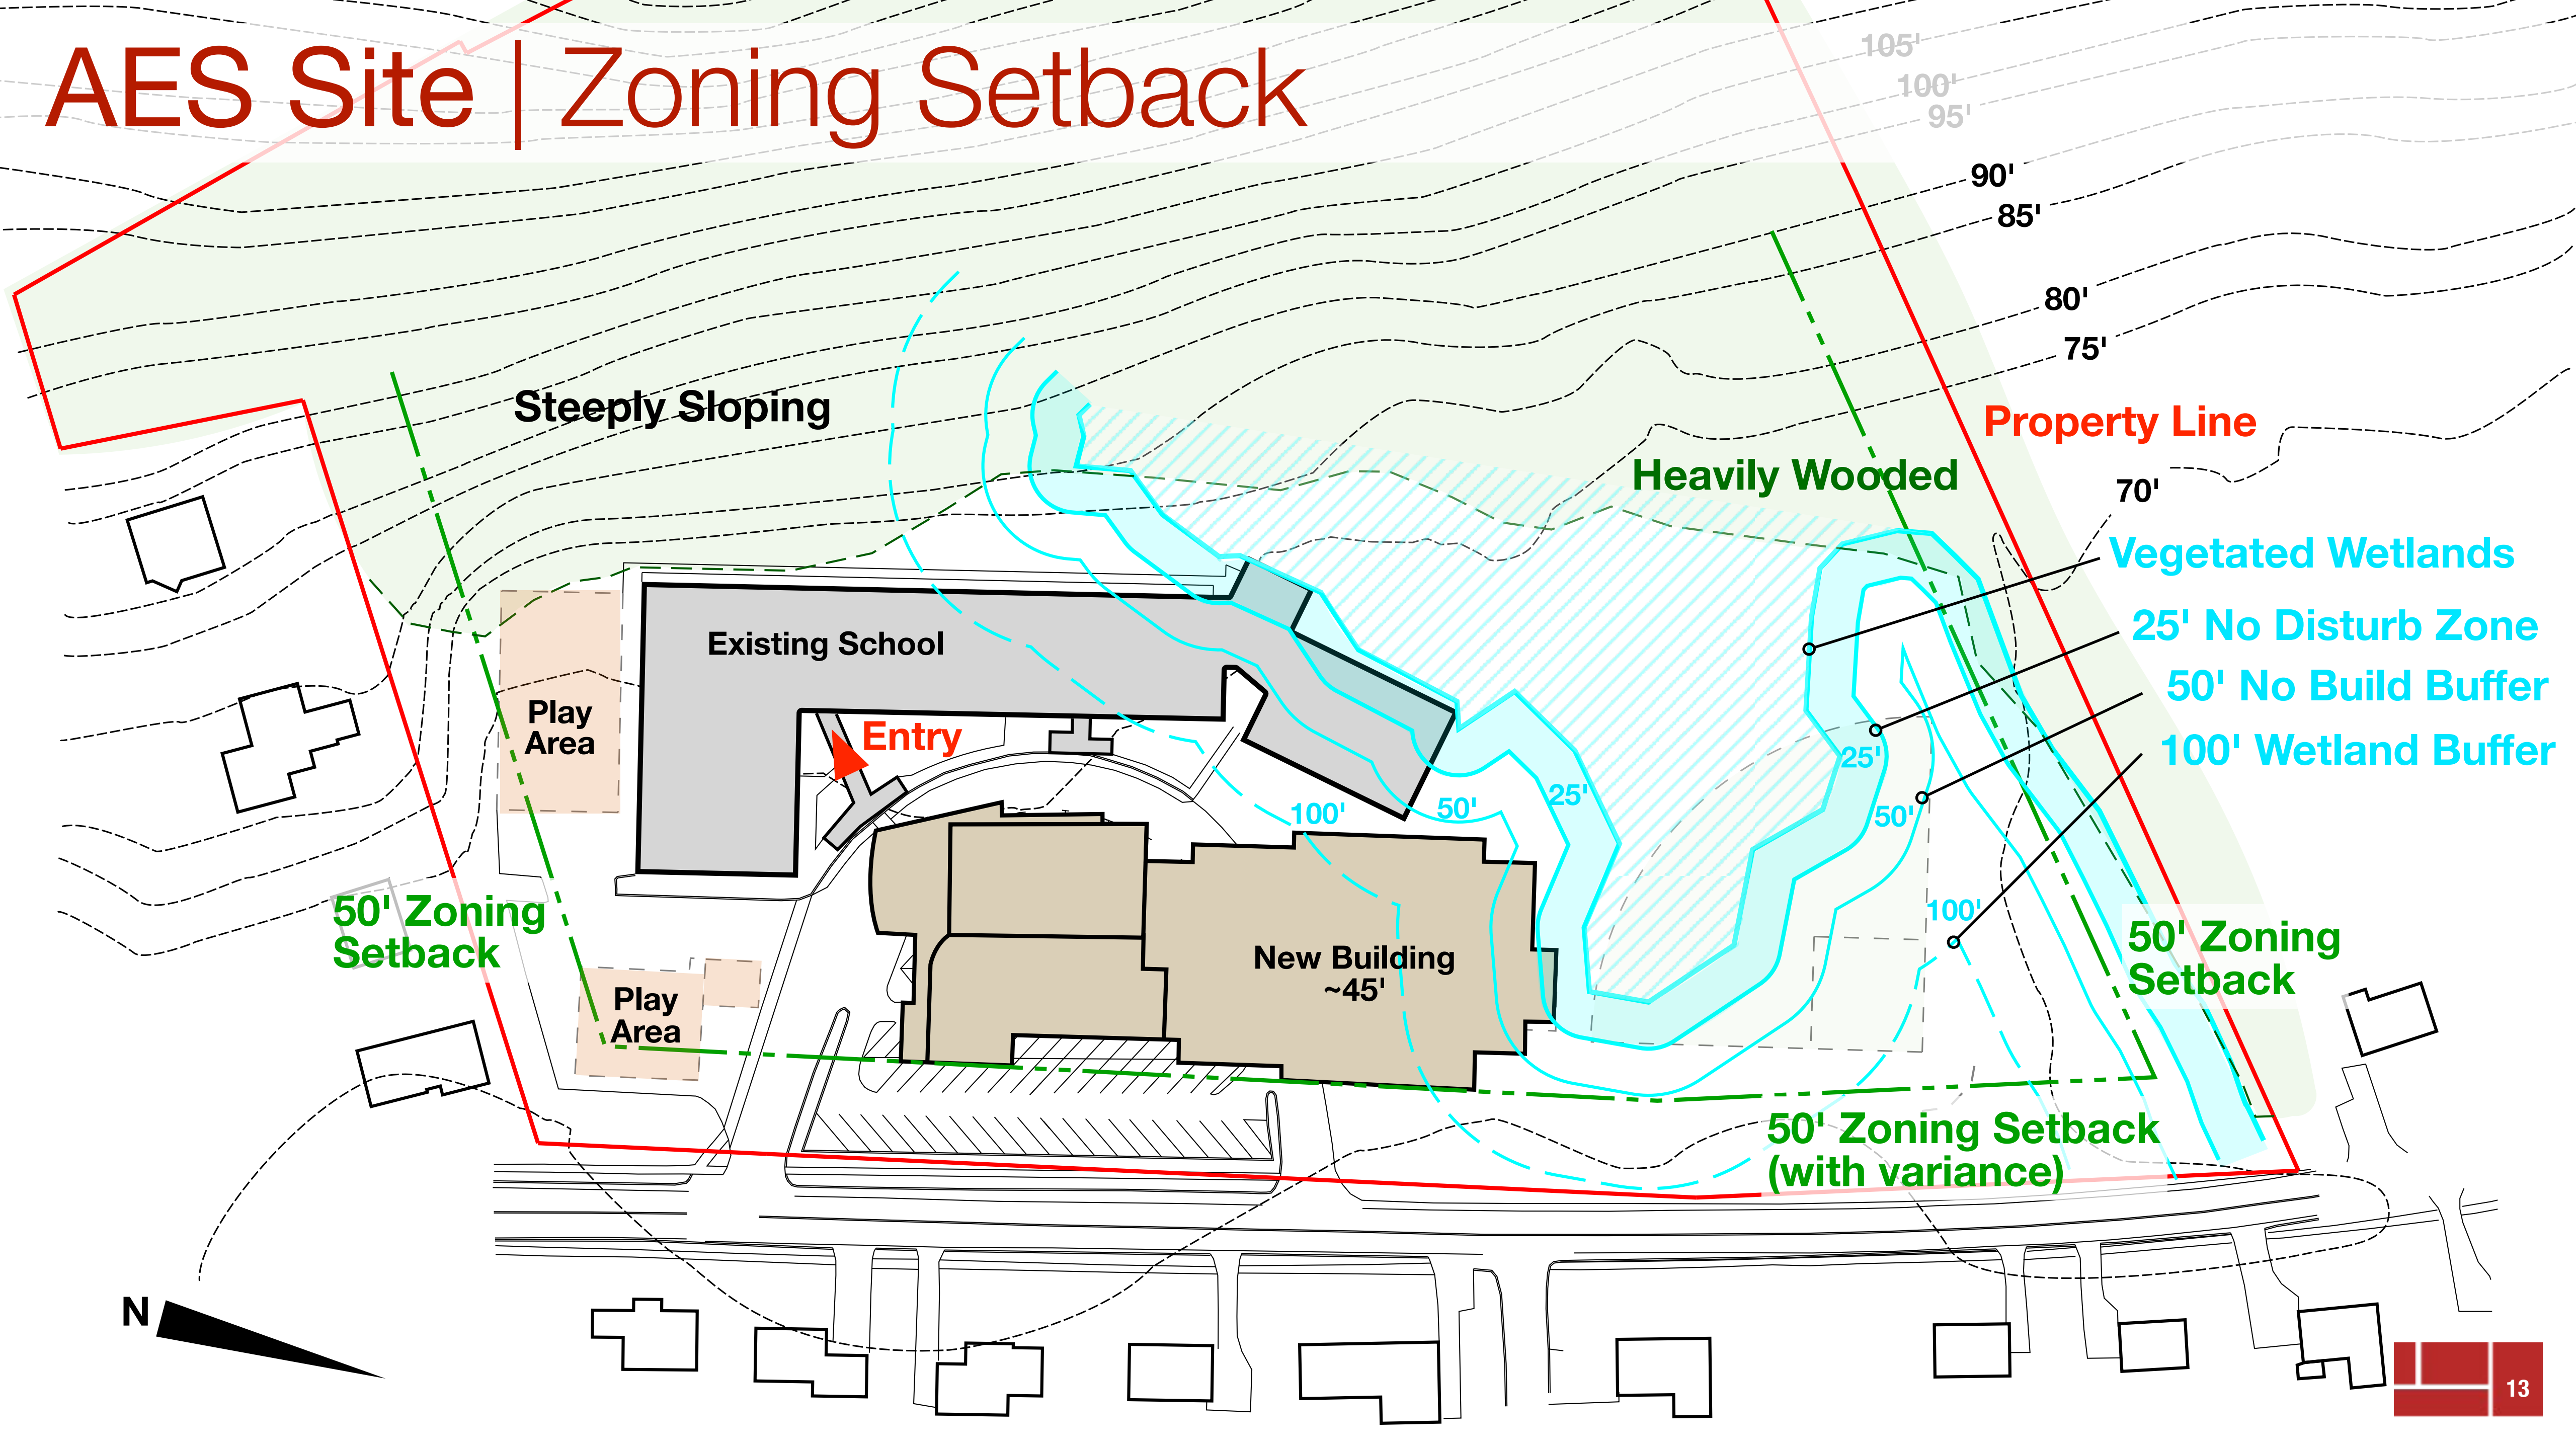 AES Site | Zoning Setback
105'
100'
95'
90'
85'
80'
75'
70'
Steeply Sloping
Property Line
Heavily Wooded
Vegetated Wetlands
25' No Disturb Zone
50' No Build Buffer
100' Wetland Buffer
Existing School
Play
Area
Entry
25'
25'
50'
50'
100'
100'
50' Zoning
Setback
New Building
~45'
50' Zoning
Setback
Play
Area
50' Zoning Setback
(with variance)
N
13